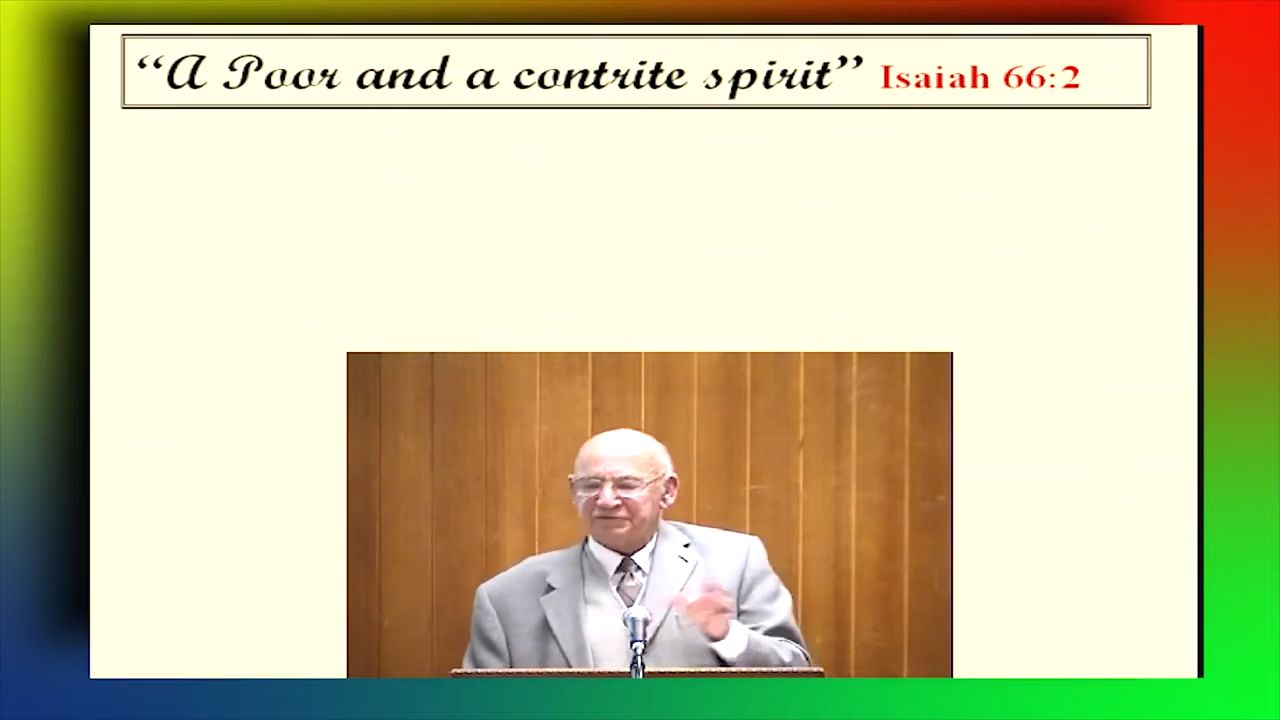 “A Poor and a contrite spirit” Isaiah 66:2